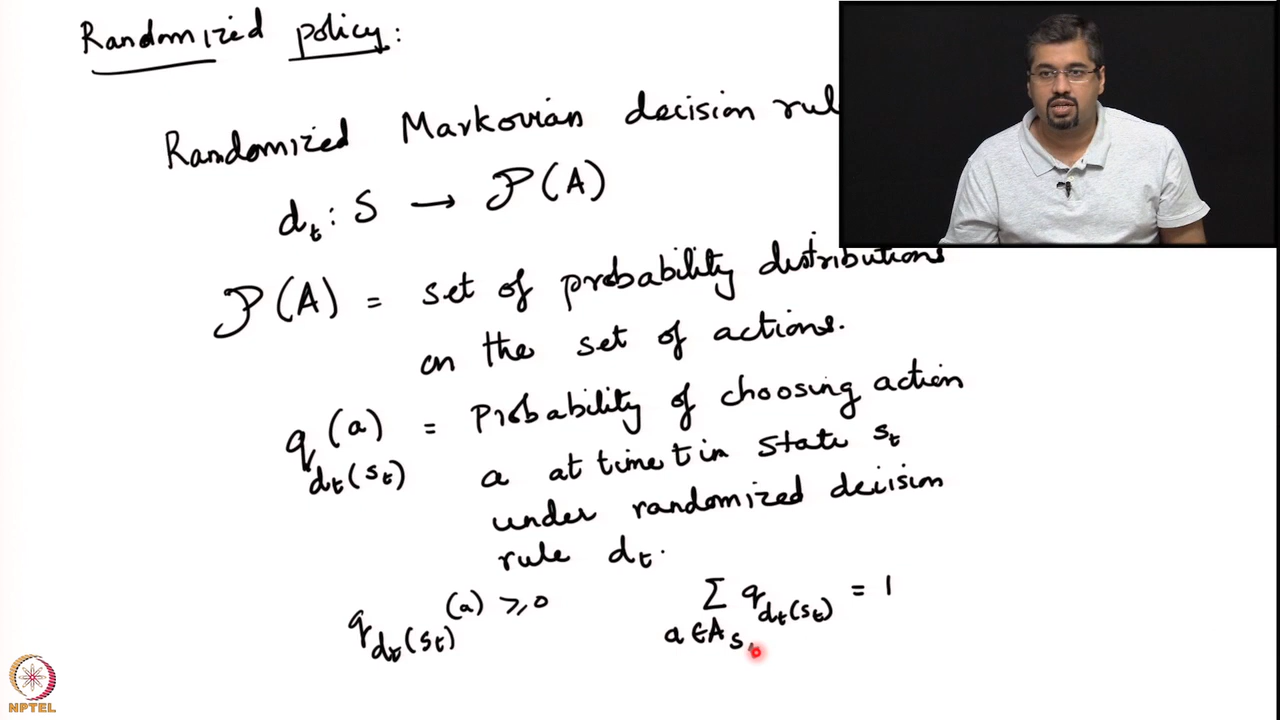 Randomized policy:
Randomized Markovian decision rul
d_t : S → P(A)
P(A) = set of probability distributions
on the set of actions.
q_{d_t(s_t)}(a) = Probability of choosing action
a at time t in state s_t
under randomized decision
rule d_t.
q_{d_t(s_t)}(a) ≥ 0   Σ_{a ∈ A_s} q_{d_t(s_t)} = 1
NPTEL